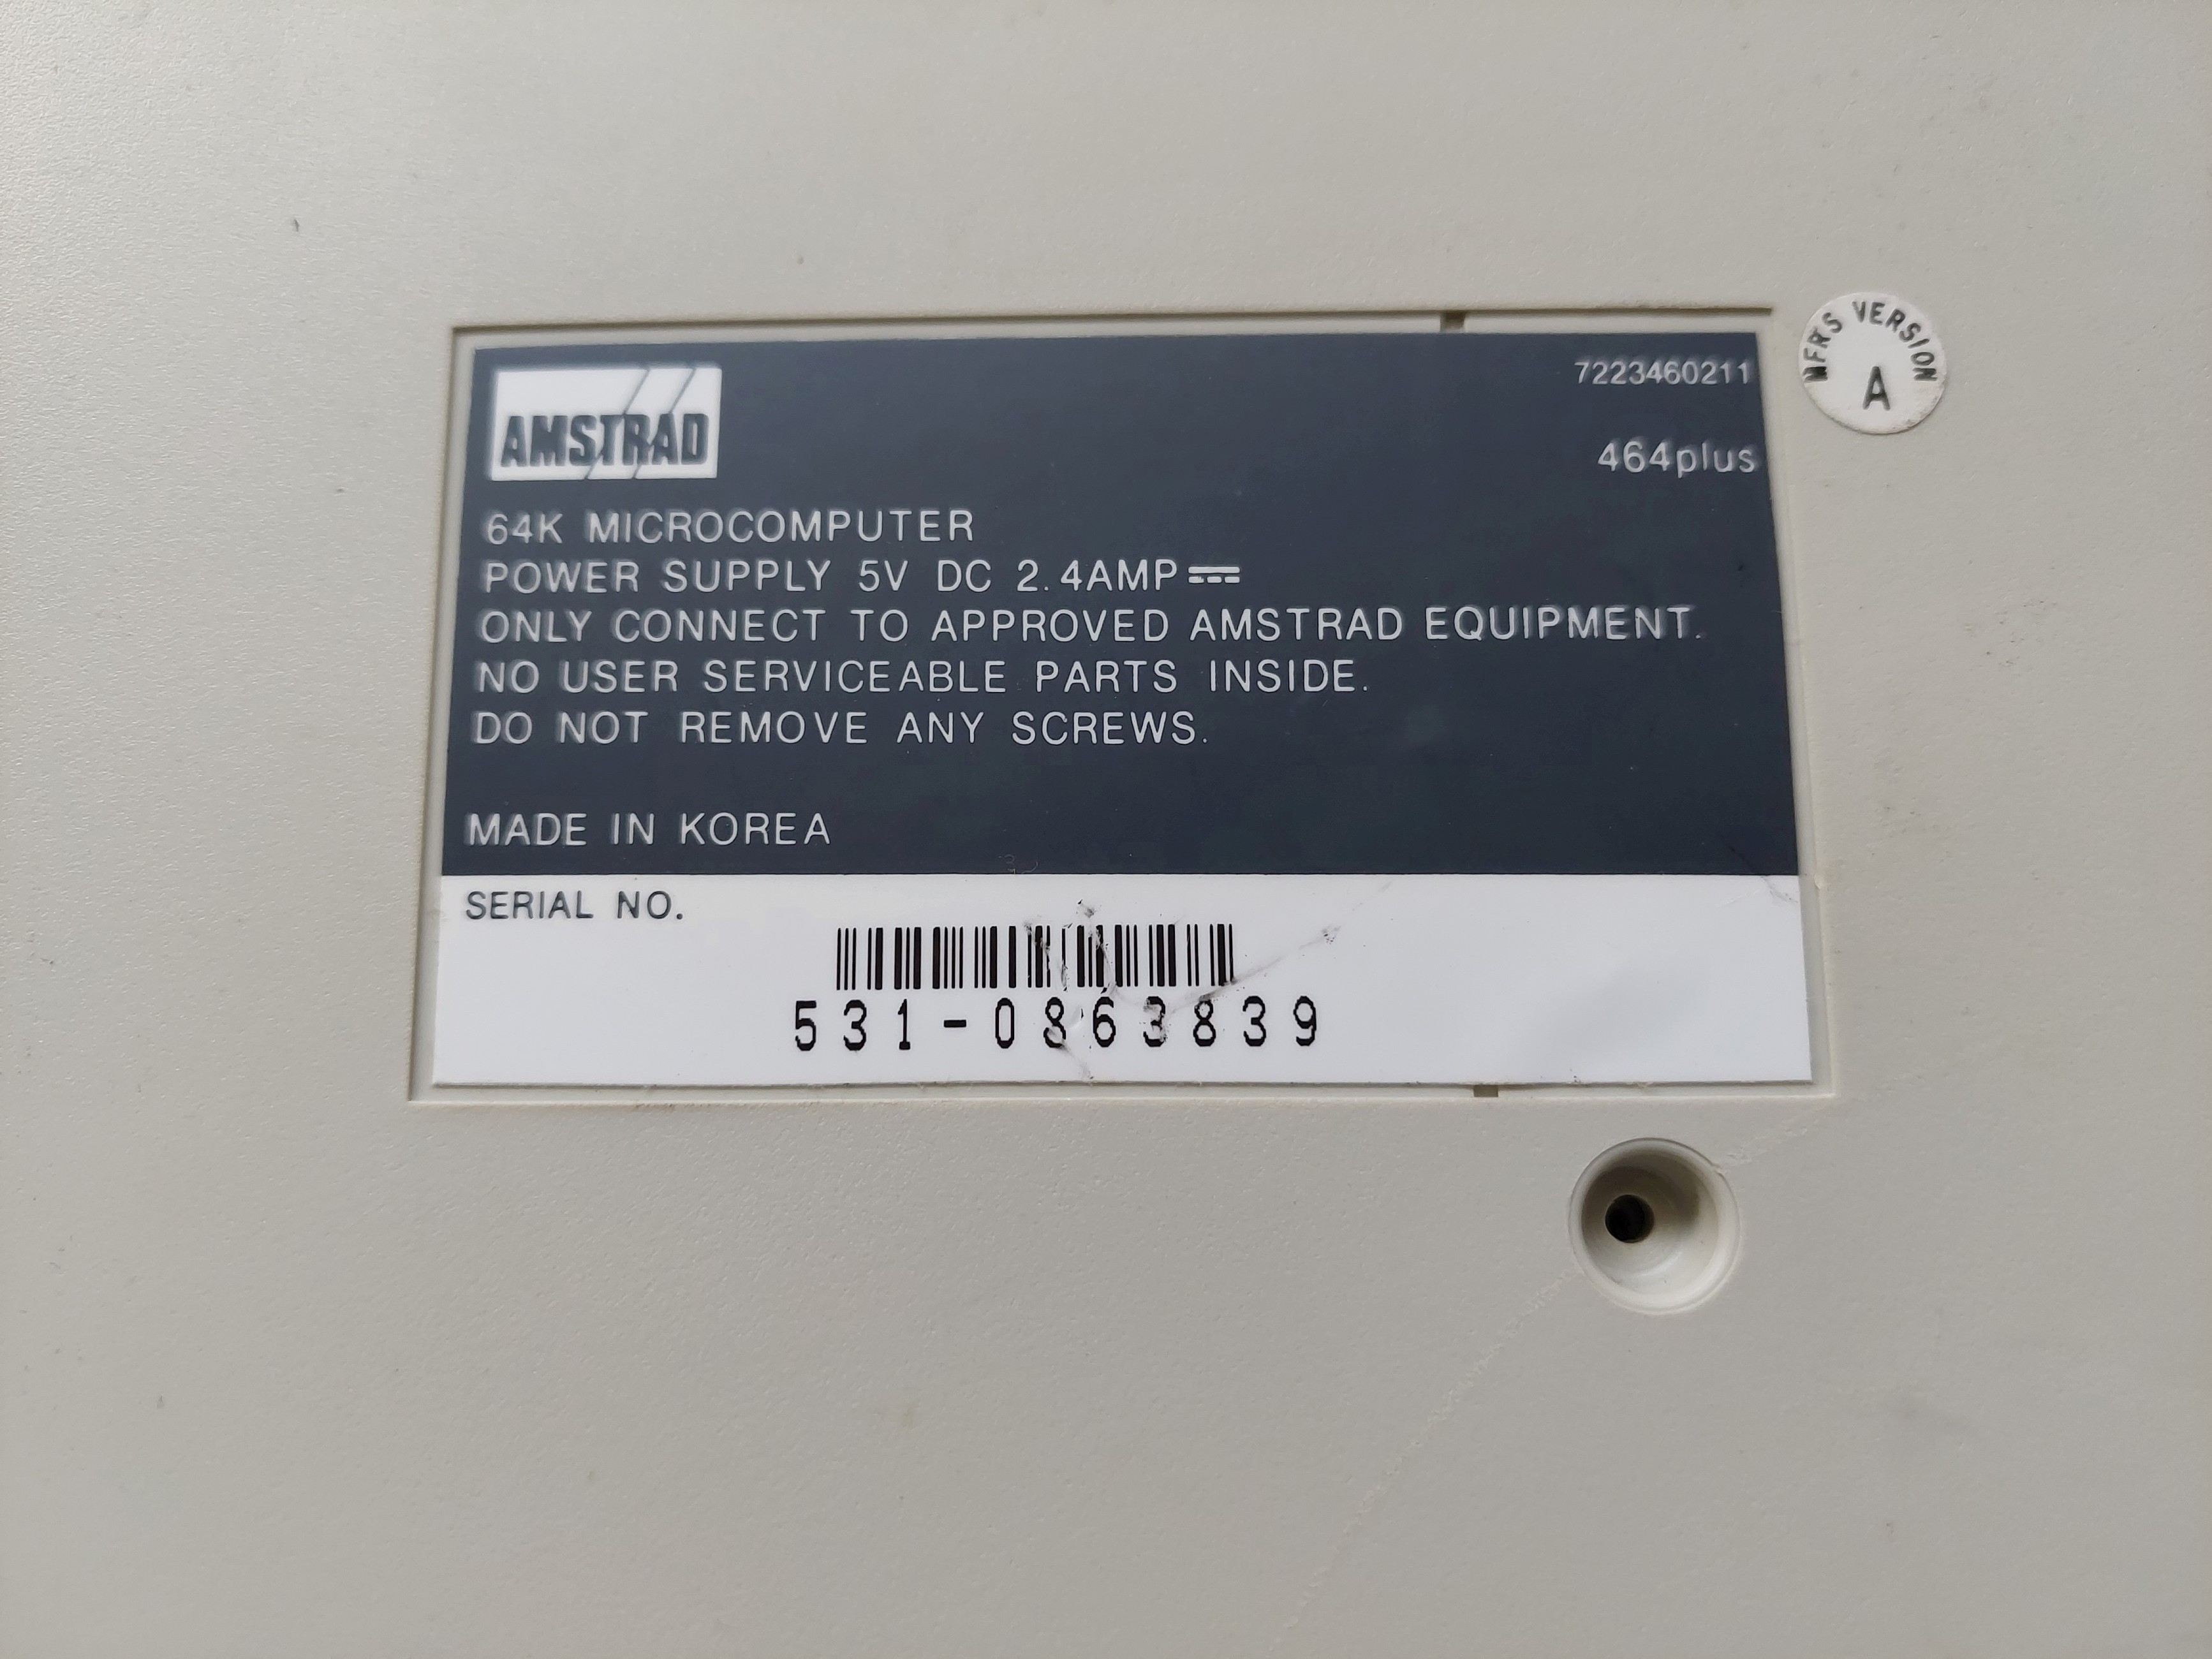 AMSTRAD
7223460211
464plus
64K MICROCOMPUTER
POWER SUPPLY 5V DC 2.4AMP⎓
ONLY CONNECT TO APPROVED AMSTRAD EQUIPMENT.
NO USER SERVICEABLE PARTS INSIDE.
DO NOT REMOVE ANY SCREWS.
MADE IN KOREA
SERIAL NO.
531-0863839
MFRS VERSION
A